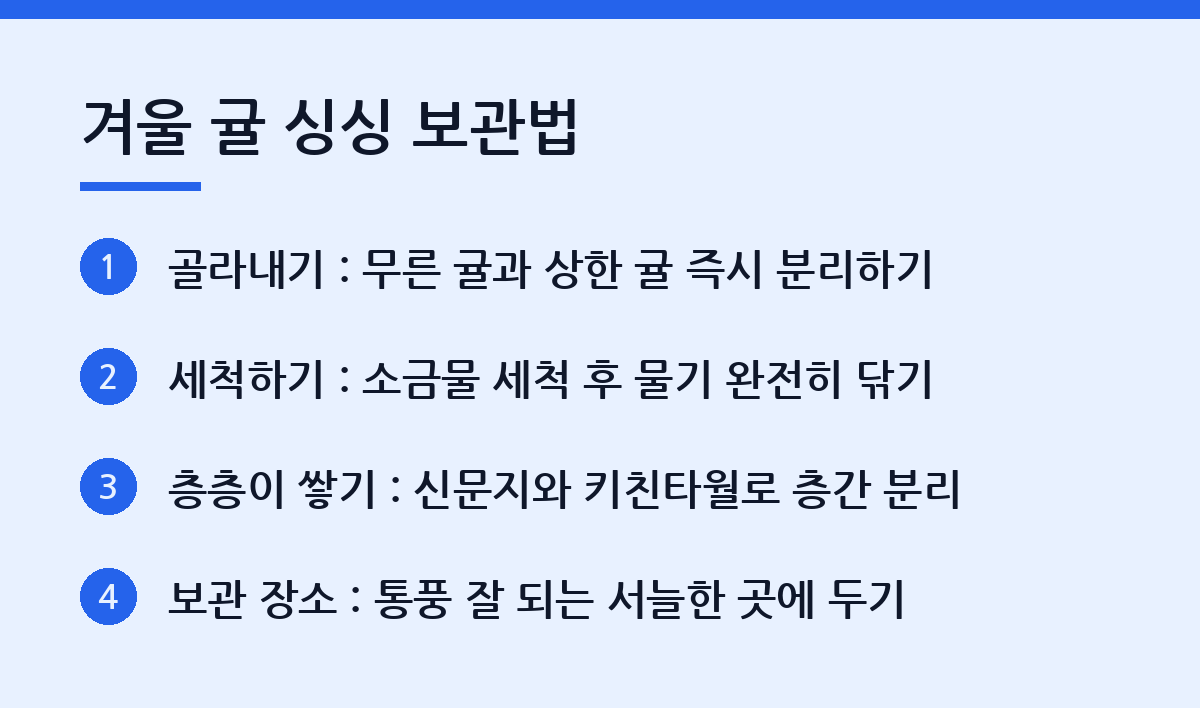 겨울 귤 싱싱 보관법
1 골라내기 : 무른 귤과 상한 귤 즉시 분리하기
2 세척하기 : 소금물 세척 후 물기 완전히 닦기
3 층층이 쌓기 : 신문지와 키친타월로 층간 분리
4 보관 장소 : 통풍 잘 되는 서늘한 곳에 두기